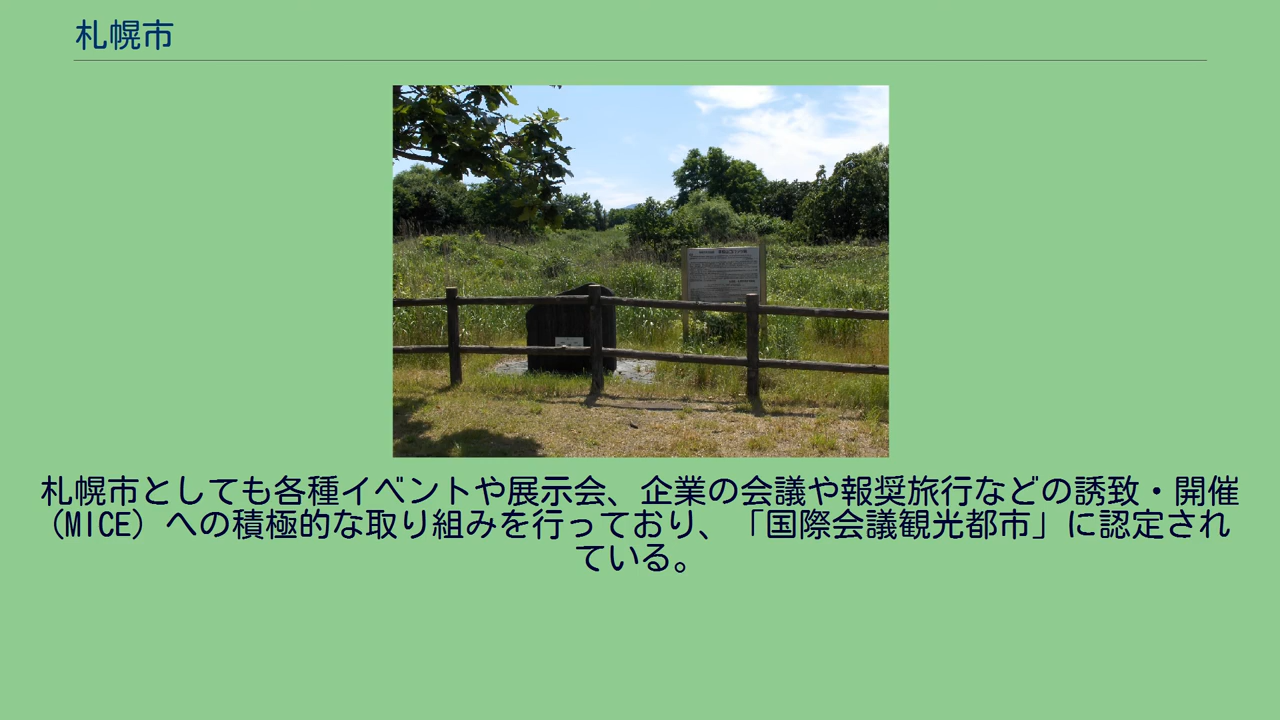 札幌市
札幌市としても各種イベントや展示会、企業の会議や報奨旅行などの誘致・開催
（MICE）への積極的な取り組みを行っており、「国際会議観光都市」に認定され
ている。